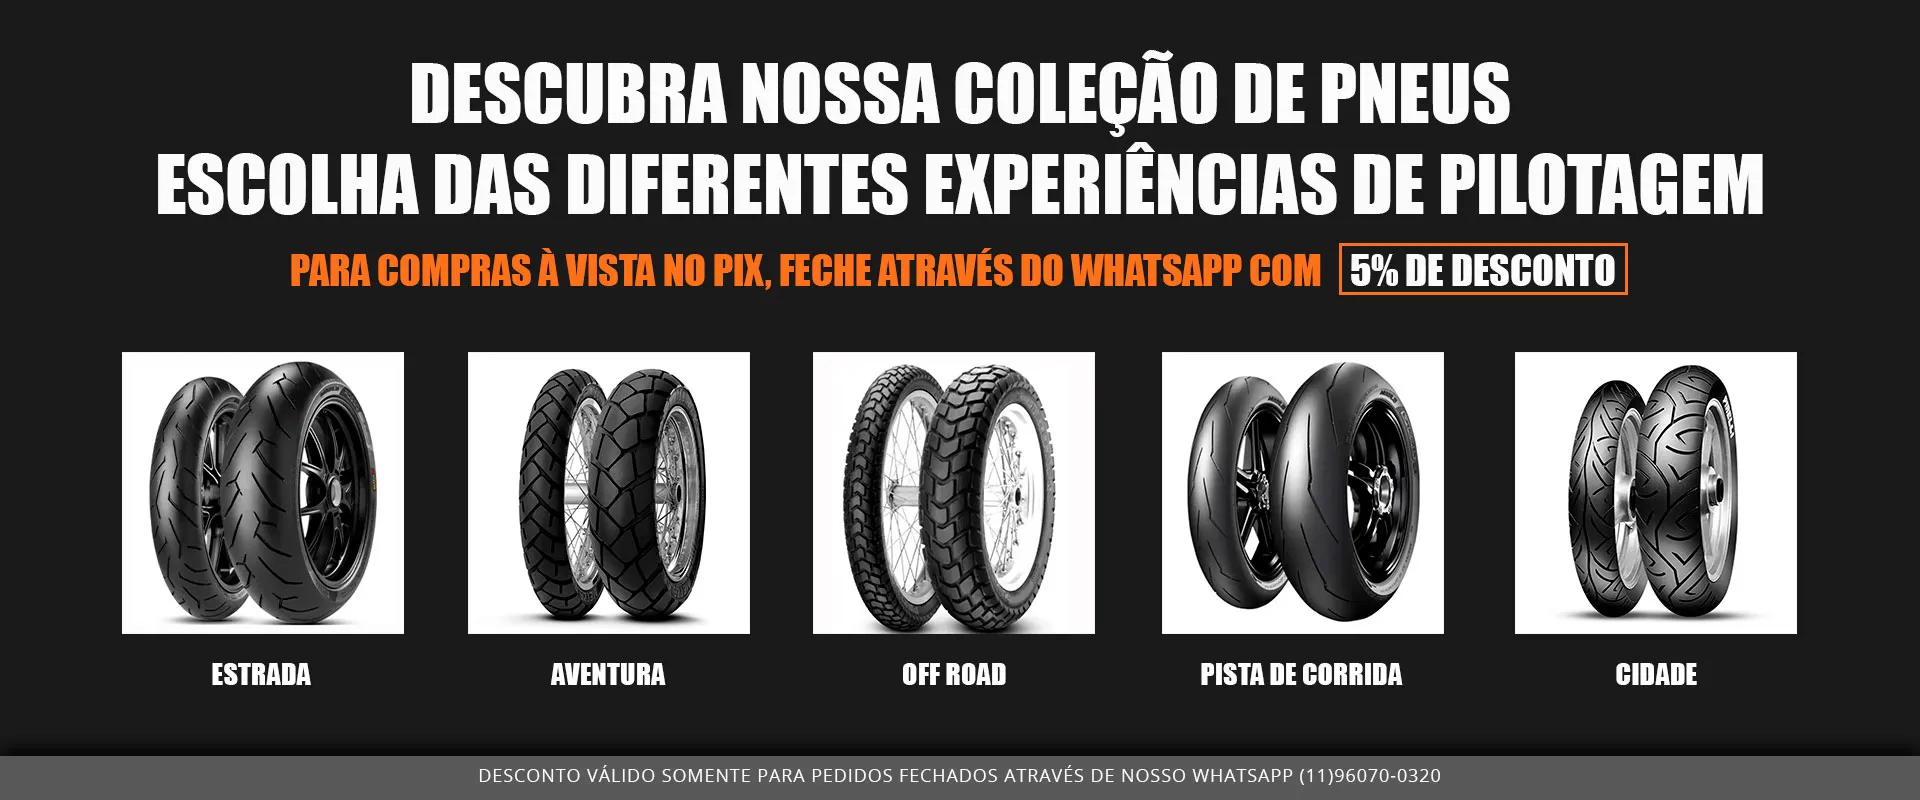 DESCUBRA NOSSA COLEÇÃO DE PNEUS
ESCOLHA DAS DIFERENTES EXPERIÊNCIAS DE PILOTAGEM
PARA COMPRAS À VISTA NO PIX, FECHE ATRAVÉS DO WHATSAPP COM 5% DE DESCONTO
PIRELLI
ESTRADA
AVENTURA
OFF ROAD
PISTA DE CORRIDA
CIDADE
DESCONTO VÁLIDO SOMENTE PARA PEDIDOS FECHADOS ATRAVÉS DE NOSSO WHATSAPP (11)96070-0320